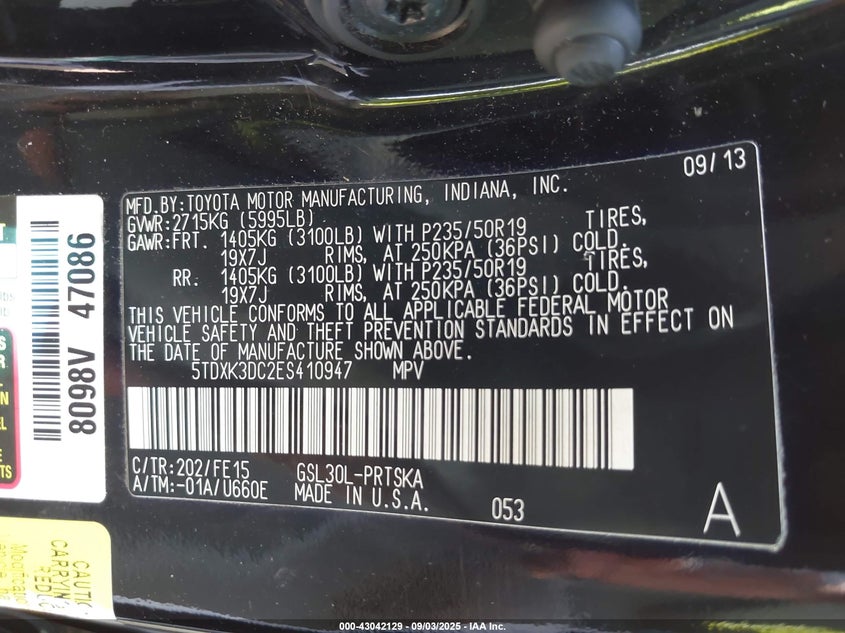 09/13
MFD.BY:TOYOTA MOTOR MANUFACTURING, INDIANA, INC.
GVWR:2715KG (5995LB)
GAWR:FRT. 1405KG (3100LB) WITH P235/50R19 TIRES,
19X7J RIMS, AT 250KPA (36PSI) COLD.
RR. 1405KG (3100LB) WITH P235/50R19 TIRES,
19X7J RIMS, AT 250KPA (36PSI) COLD.
THIS VEHICLE CONFORMS TO ALL APPLICABLE FEDERAL MOTOR
VEHICLE SAFETY AND THEFT PREVENTION STANDARDS IN EFFECT ON
THE DATE OF MANUFACTURE SHOWN ABOVE.
5TDXK3DC2ES410947 MPV
C/TR:202/FE15 GSL30L-PRTSKA
A/TM:-01A/U660E MADE IN U.S.A.
053
A
8098V 47086
000-43042129 - 09/03/2025 - IAA Inc.